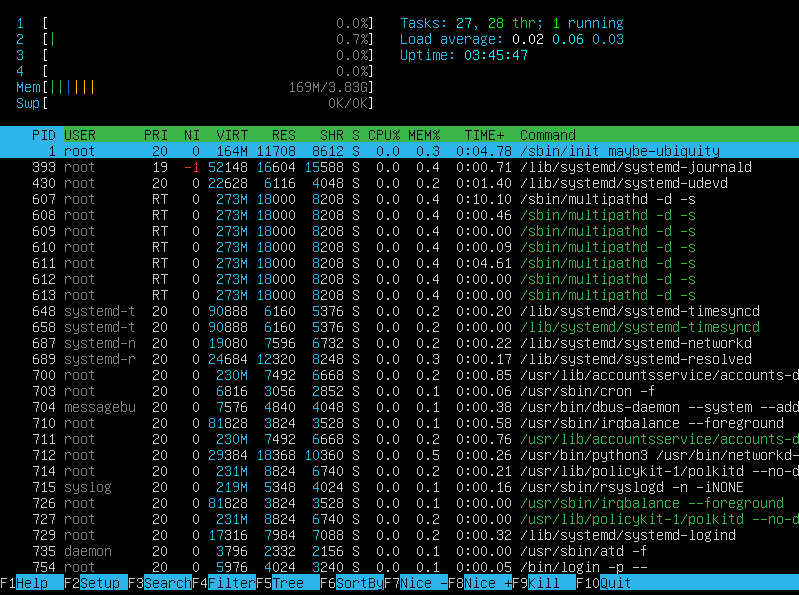 1 [ 0.0%] Tasks: 27, 28 thr; 1 running
2 [| 0.7%] Load average: 0.02 0.06 0.03
3 [ 0.0%] Uptime: 03:45:47
4 [ 0.0%]
Mem[|||||| 169M/3.83G]
Swp[ 0K/0K]
PID USER PRI NI VIRT RES SHR S CPU% MEM% TIME+ Command
1 root 20 0 164M 11708 8612 S 0.0 0.3 0:04.78 /sbin/init maybe-ubiquity
393 root 19 -1 52148 16604 15588 S 0.0 0.4 0:00.71 /lib/systemd/systemd-journald
430 root 20 0 22628 6116 4048 S 0.0 0.2 0:01.40 /lib/systemd/systemd-udevd
607 root RT 0 273M 18000 8208 S 0.0 0.4 0:10.10 /sbin/multipathd -d -s
608 root RT 0 273M 18000 8208 S 0.0 0.4 0:00.46 /sbin/multipathd -d -s
609 root RT 0 273M 18000 8208 S 0.0 0.4 0:00.00 /sbin/multipathd -d -s
610 root RT 0 273M 18000 8208 S 0.0 0.4 0:00.09 /sbin/multipathd -d -s
611 root RT 0 273M 18000 8208 S 0.0 0.4 0:04.61 /sbin/multipathd -d -s
612 root RT 0 273M 18000 8208 S 0.0 0.4 0:00.00 /sbin/multipathd -d -s
613 root RT 0 273M 18000 8208 S 0.0 0.4 0:00.00 /sbin/multipathd -d -s
648 systemd-t 20 0 90888 6160 5376 S 0.0 0.2 0:00.20 /lib/systemd/systemd-timesyncd
658 systemd-t 20 0 90888 6160 5376 S 0.0 0.2 0:00.00 /lib/systemd/systemd-timesyncd
687 systemd-n 20 0 19080 7596 6732 S 0.0 0.2 0:00.22 /lib/systemd/systemd-networkd
689 systemd-r 20 0 24684 12320 8248 S 0.0 0.3 0:00.17 /lib/systemd/systemd-resolved
700 root 20 0 230M 7492 6668 S 0.0 0.2 0:00.85 /usr/lib/accountsservice/accounts-d
703 root 20 0 6816 3056 2852 S 0.0 0.1 0:00.06 /usr/sbin/cron -f
704 messagebu 20 0 7576 4840 4048 S 0.0 0.1 0:00.38 /usr/bin/dbus-daemon --system --add
710 root 20 0 81828 3824 3528 S 0.0 0.1 0:00.58 /usr/sbin/irqbalance --foreground
711 root 20 0 230M 7492 6668 S 0.0 0.2 0:00.76 /usr/lib/accountsservice/accounts-d
712 root 20 0 29384 18368 10360 S 0.0 0.5 0:00.26 /usr/bin/python3 /usr/bin/networkd-
714 root 20 0 231M 8824 6740 S 0.0 0.2 0:00.21 /usr/lib/policykit-1/polkitd --no-d
715 syslog 20 0 219M 5348 4024 S 0.0 0.1 0:00.16 /usr/sbin/rsyslogd -n -iNONE
726 root 20 0 81828 3824 3528 S 0.0 0.1 0:00.00 /usr/sbin/irqbalance --foreground
727 root 20 0 231M 8824 6740 S 0.0 0.2 0:00.00 /usr/lib/policykit-1/polkitd --no-d
729 root 20 0 17316 7984 7088 S 0.0 0.2 0:00.32 /lib/systemd/systemd-logind
735 daemon 20 0 3796 2332 2156 S 0.0 0.1 0:00.00 /usr/sbin/atd -f
754 root 20 0 5976 4024 3240 S 0.0 0.1 0:00.05 /bin/login -p --
F1Help F2Setup F3SearchF4FilterF5Tree F6SortByF7Nice -F8Nice +F9Kill F10Quit